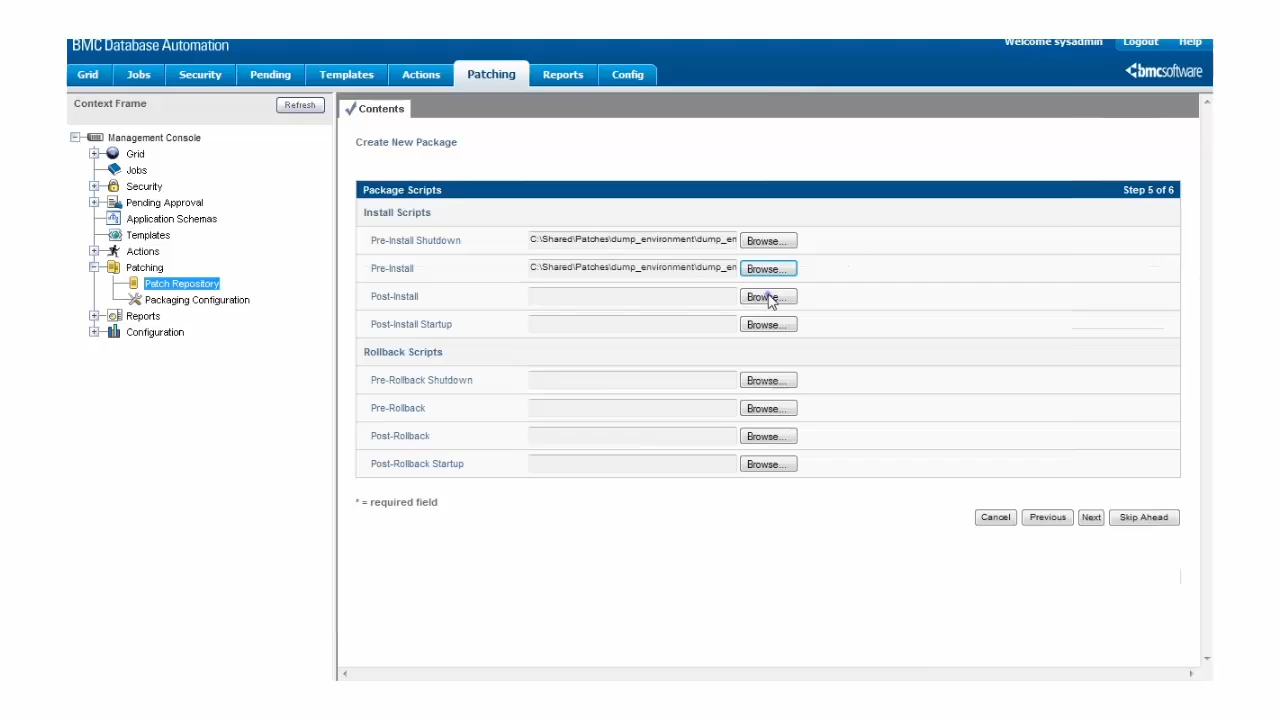 BMC Database Automation
Welcome sysadmin Logout Help
Grid Jobs Security Pending Templates Actions Patching Reports Config
bmcsoftware
Context Frame Refresh
Contents
Management Console
Grid
Jobs
Security
Pending Approval
Application Schemas
Templates
Actions
Patching
Patch Repository
Packaging Configuration
Reports
Configuration
Create New Package
Package Scripts Step 5 of 6
Install Scripts
Pre-Install Shutdown C:\Shared\Patches\dump_environment\dump_en Browse...
Pre-Install C:\Shared\Patches\dump_environment\dump_en Browse...
Post-Install Browse...
Post-Install Startup Browse...
Rollback Scripts
Pre-Rollback Shutdown Browse...
Pre-Rollback Browse...
Post-Rollback Browse...
Post-Rollback Startup Browse...
* = required field
Cancel Previous Next Skip Ahead